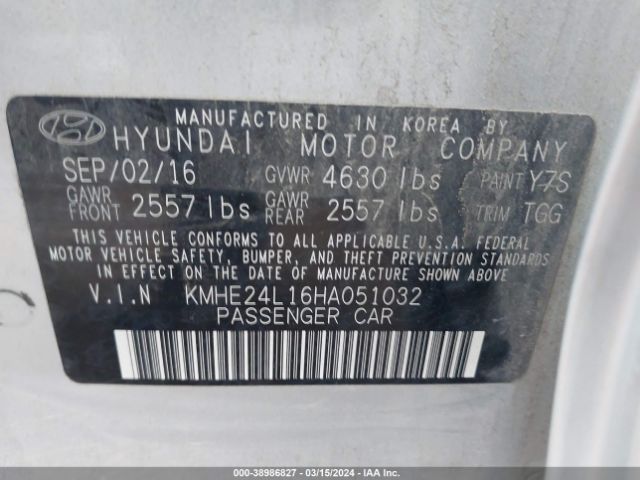 MANUFACTURED IN KOREA BY
HYUNDAI MOTOR COMPANY
SEP/02/16 GVWR 4630 lbs PAINT Y7S
GAWR FRONT 2557 lbs GAWR REAR 2557 lbs TRIM TGG
THIS VEHICLE CONFORMS TO ALL APPLICABLE U.S.A. FEDERAL
MOTOR VEHICLE SAFETY, BUMPER, AND THEFT PREVENTION STANDARDS
IN EFFECT ON THE DATE OF MANUFACTURE SHOWN ABOVE.
V.I.N KMHE24L16HA051032
PASSENGER CAR
000-38986827 - 03/15/2024 - IAA Inc.